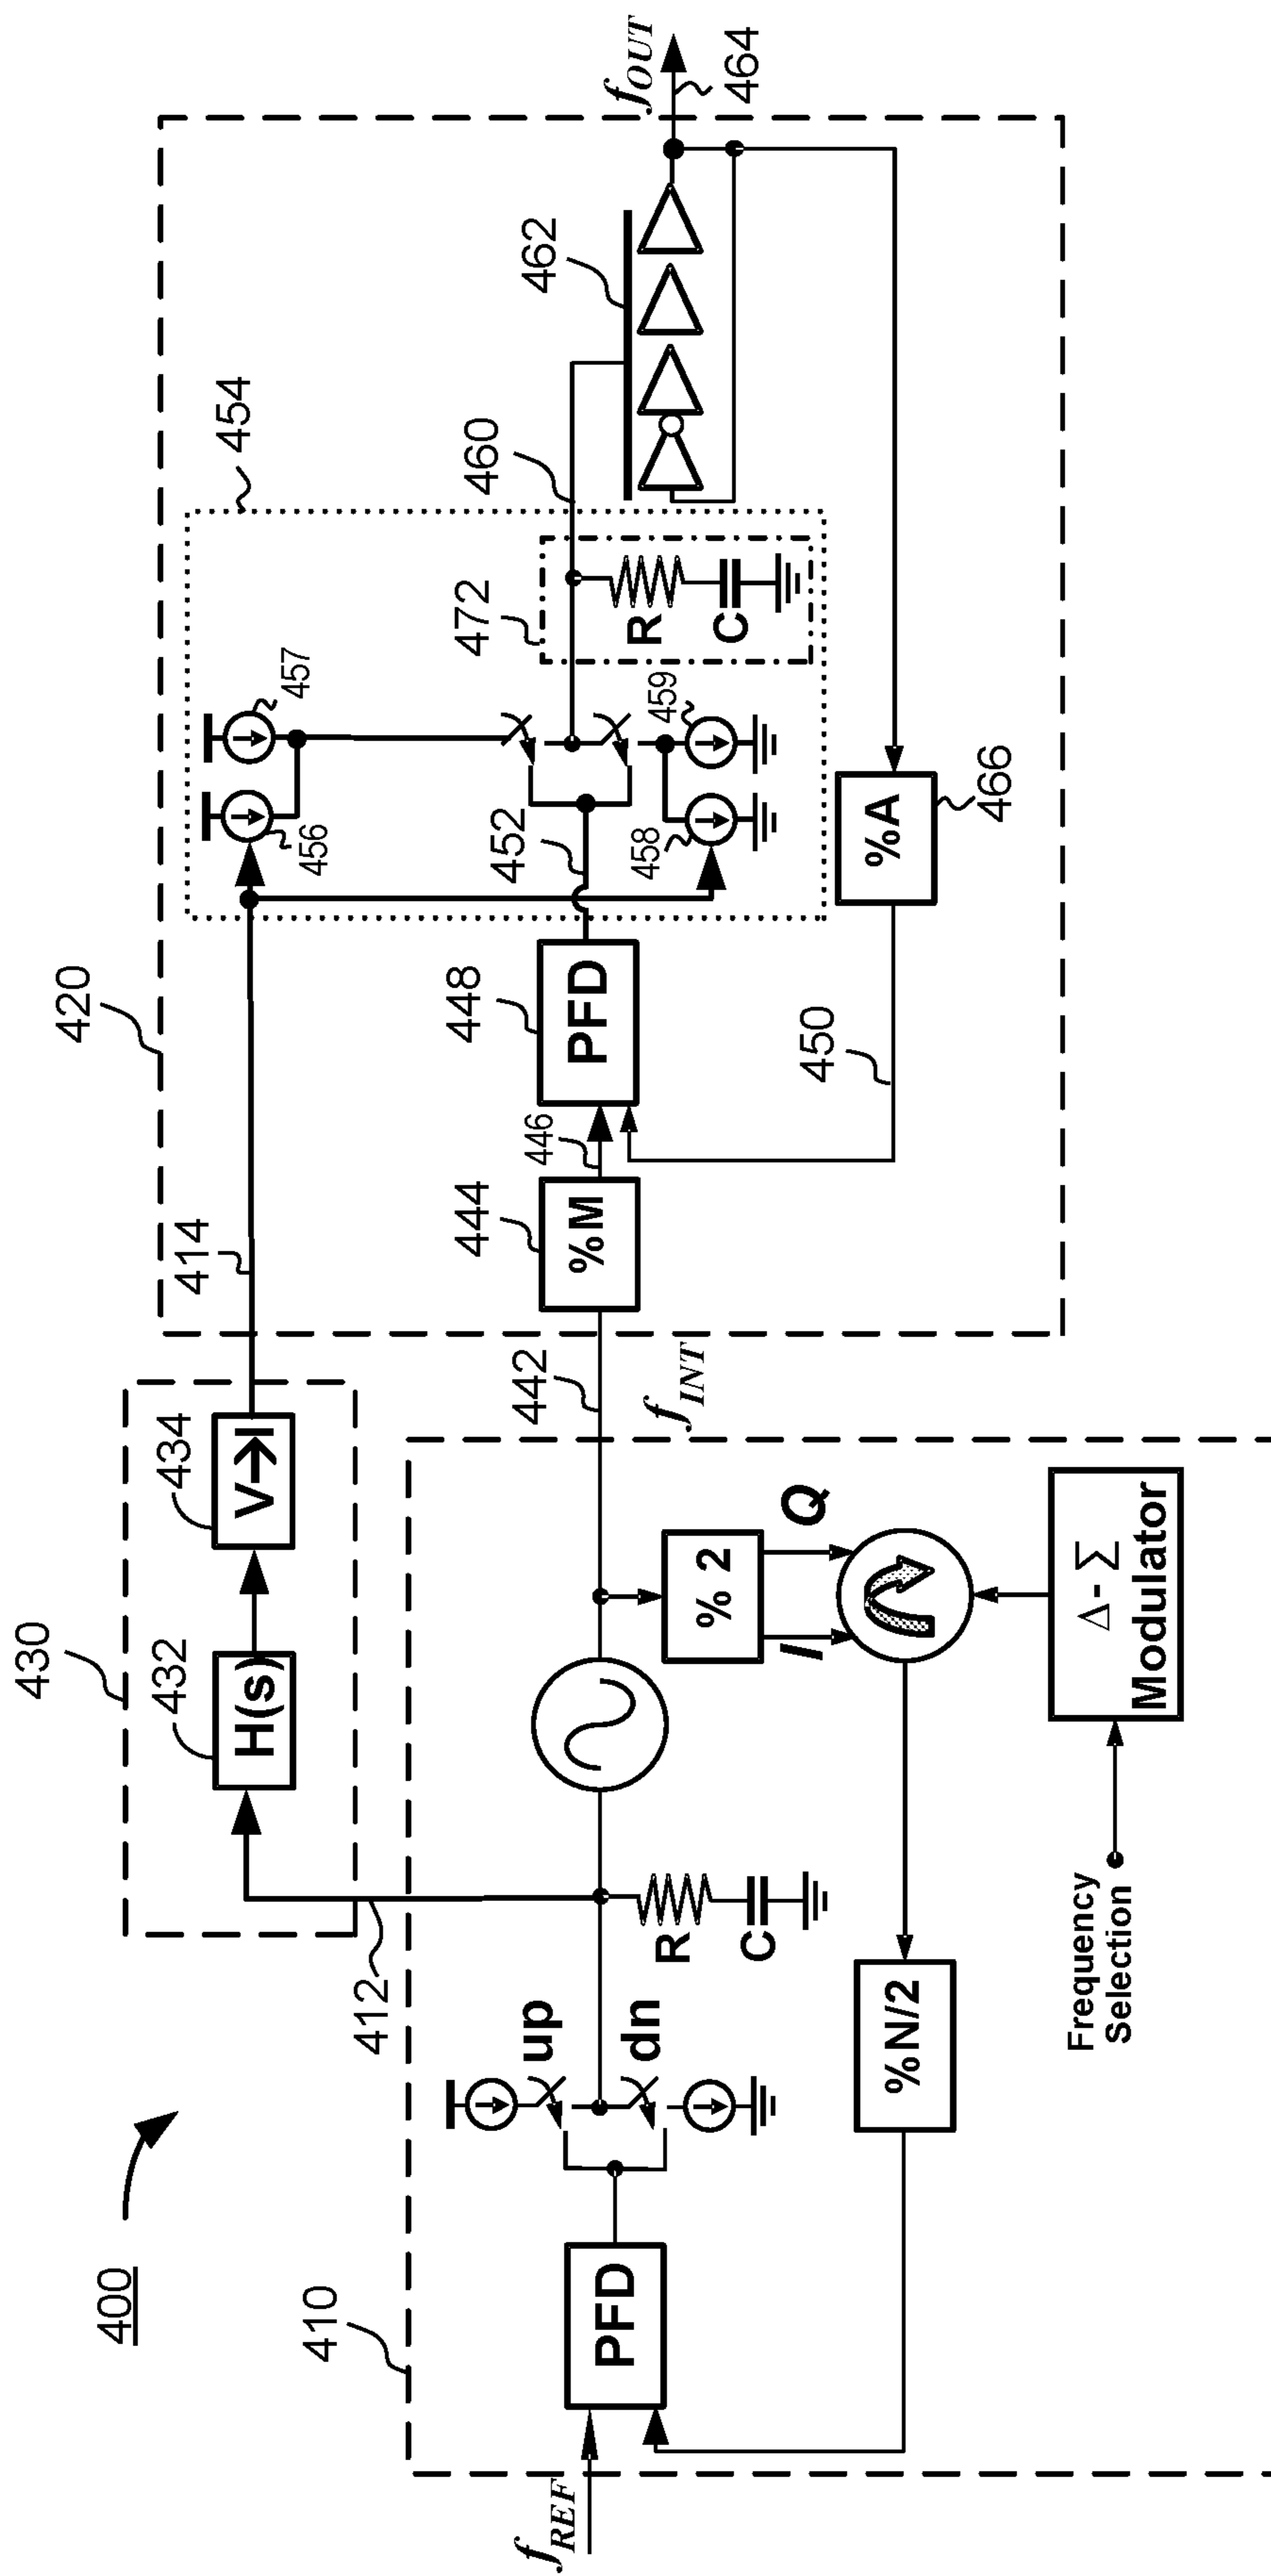 400
410
f_REF
PFD
up
dn
R
C
412
430
432
H(s)
434
V→I
414
442
f_INT
% 2
I
Q
Δ-Σ
Modulator
Frequency
Selection
%N/2
420
444
%M
446
448
PFD
450
452
454
456
457
458
459
472
R
C
460
462
f_OUT
464
%A
466